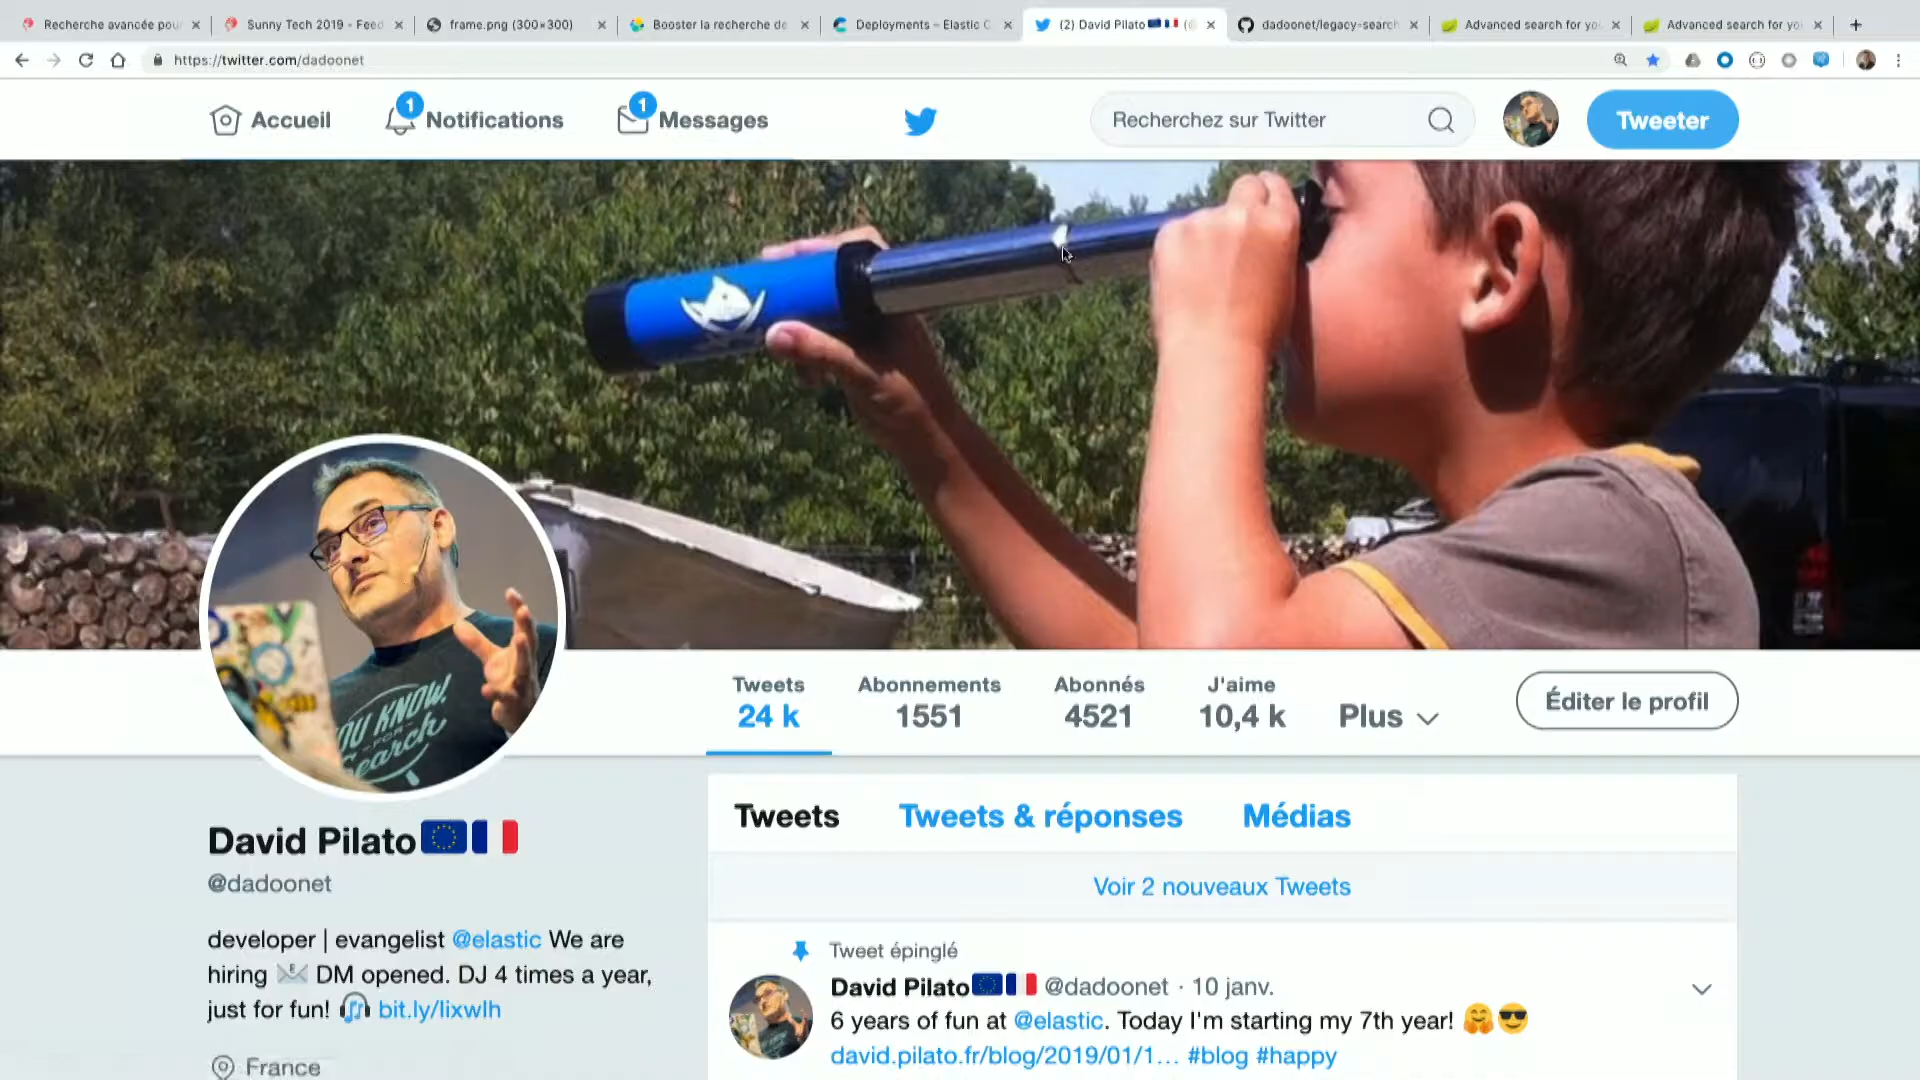 Recherche avancée pou
Sunny Tech 2019 - Feed
frame.png (300×300)
Booster la recherche de
Deployments – Elastic C
(2) David Pilato
dadoonet/legacy-search
Advanced search for yo
Advanced search for yo
https://twitter.com/dadoonet
Accueil
1
Notifications
1
Messages
Recherchez sur Twitter
Tweeter
YOU KNOW,
FOR
Search
Tweets
24 k
Abonnements
1551
Abonnés
4521
J'aime
10,4 k
Plus
Éditer le profil
David Pilato🇪🇺🇫🇷
@dadoonet
developer | evangelist @elastic We are
hiring 📧 DM opened. DJ 4 times a year,
just for fun! 🎧 bit.ly/lixwlh
France
Tweets
Tweets & réponses
Médias
Voir 2 nouveaux Tweets
Tweet épinglé
David Pilato🇪🇺🇫🇷 @dadoonet · 10 janv.
6 years of fun at @elastic. Today I'm starting my 7th year! 🤗😎
david.pilato.fr/blog/2019/01/1… #blog #happy